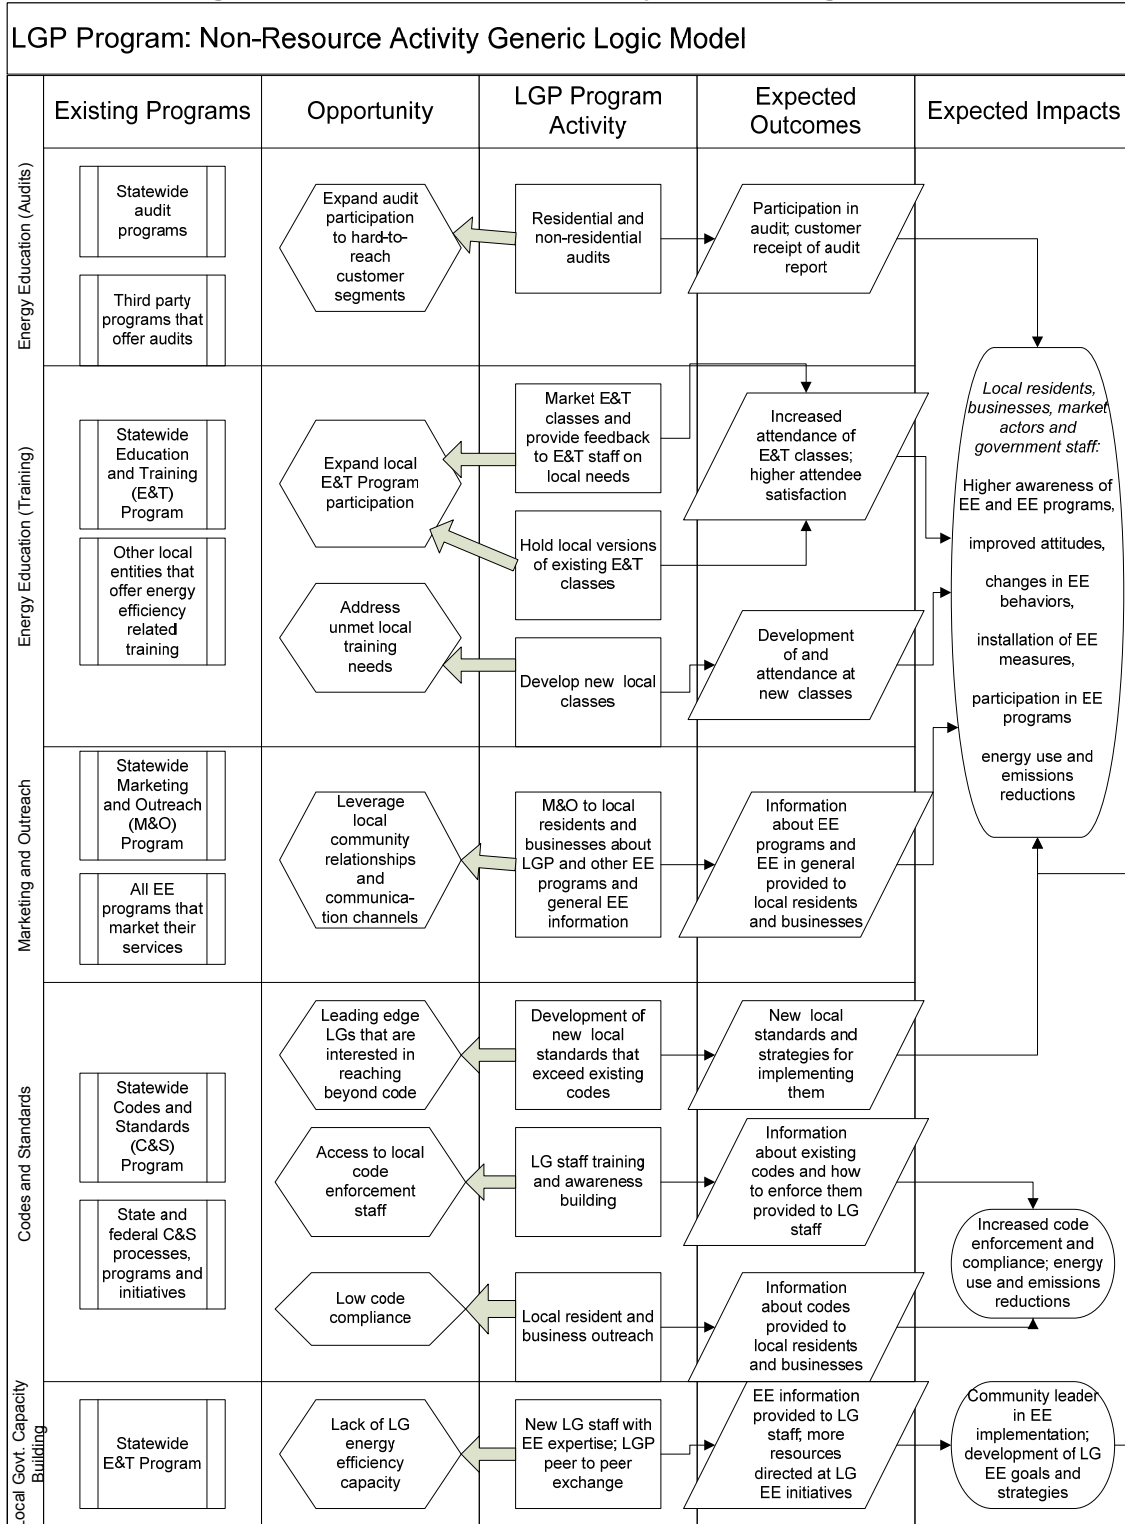 LGP Program: Non-Resource Activity Generic Logic Model
Existing Programs
Opportunity
LGP Program
Activity
Expected
Outcomes
Expected Impacts
Energy Education (Audits)
Statewide
audit
programs
Third party
programs that
offer audits
Expand audit
participation
to hard-to-
reach
customer
segments
Residential and
non-residential
audits
Participation in
audit; customer
receipt of audit
report
Energy Education (Training)
Statewide
Education
and Training
(E&T)
Program
Other local
entities that
offer energy
efficiency
related
training
Expand local
E&T Program
participation
Address
unmet local
training
needs
Market E&T
classes and
provide feedback
to E&T staff on
local needs
Hold local versions
of existing E&T
classes
Develop new local
classes
Increased
attendance of
E&T classes;
higher attendee
satisfaction
Development
of and
attendance at
new classes
Local residents,
businesses, market
actors and
government staff:
Higher awareness of
EE and EE programs,
improved attitudes,
changes in EE
behaviors,
installation of EE
measures,
participation in EE
programs
energy use and
emissions
reductions
Marketing and Outreach
Statewide
Marketing
and Outreach
(M&O)
Program
All EE
programs that
market their
services
Leverage
local
community
relationships
and
communica-
tion channels
M&O to local
residents and
businesses about
LGP and other EE
programs and
general EE
information
Information
about EE
programs and
EE in general
provided to
local residents
and businesses
Codes and Standards
Statewide
Codes and
Standards
(C&S)
Program
State and
federal C&S
processes,
programs and
initiatives
Leading edge
LGs that are
interested in
reaching
beyond code
Development of
new local
standards that
exceed existing
codes
New local
standards and
strategies for
implementing
them
Access to local
code
enforcement
staff
LG staff training
and awareness
building
Information
about existing
codes and how
to enforce them
provided to LG
staff
Low code
compliance
Local resident and
business outreach
Information
about codes
provided to
local residents
and businesses
Increased code
enforcement and
compliance; energy
use and emissions
reductions
ocal Govt. Capacity
Building
Statewide
E&T Program
Lack of LG
energy
efficiency
capacity
New LG staff with
EE expertise; LGP
peer to peer
exchange
EE information
provided to LG
staff; more
resources
directed at LG
EE initiatives
Community leader
in EE
implementation;
development of LG
EE goals and
strategies